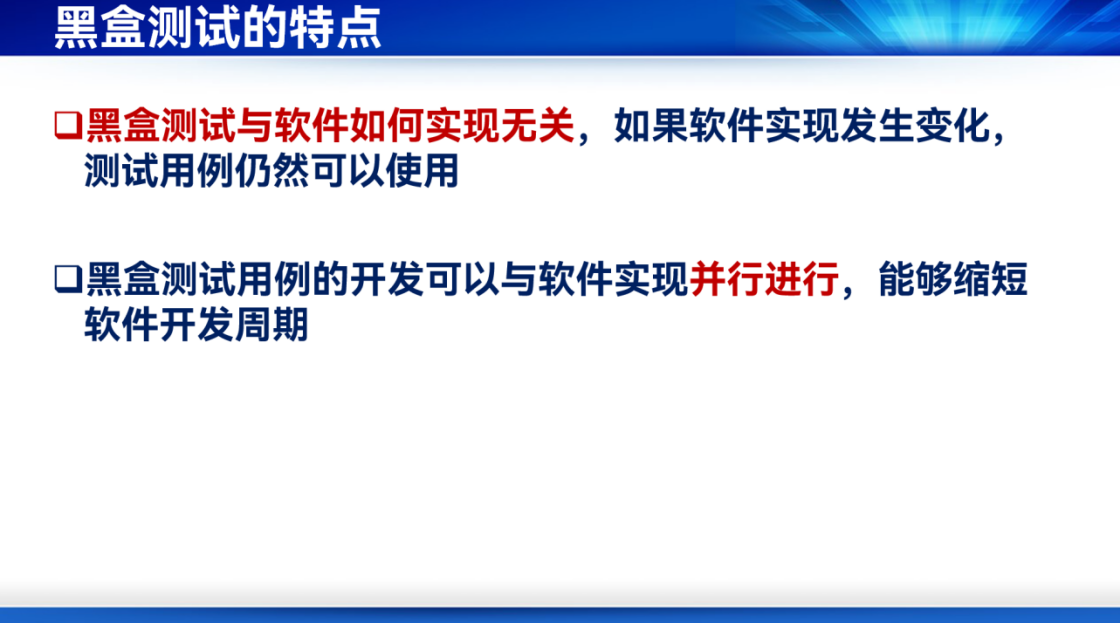 黑盒测试的特点
❑黑盒测试与软件如何实现无关，如果软件实现发生变化，
测试用例仍然可以使用
❑黑盒测试用例的开发可以与软件实现并行进行，能够缩短
软件开发周期